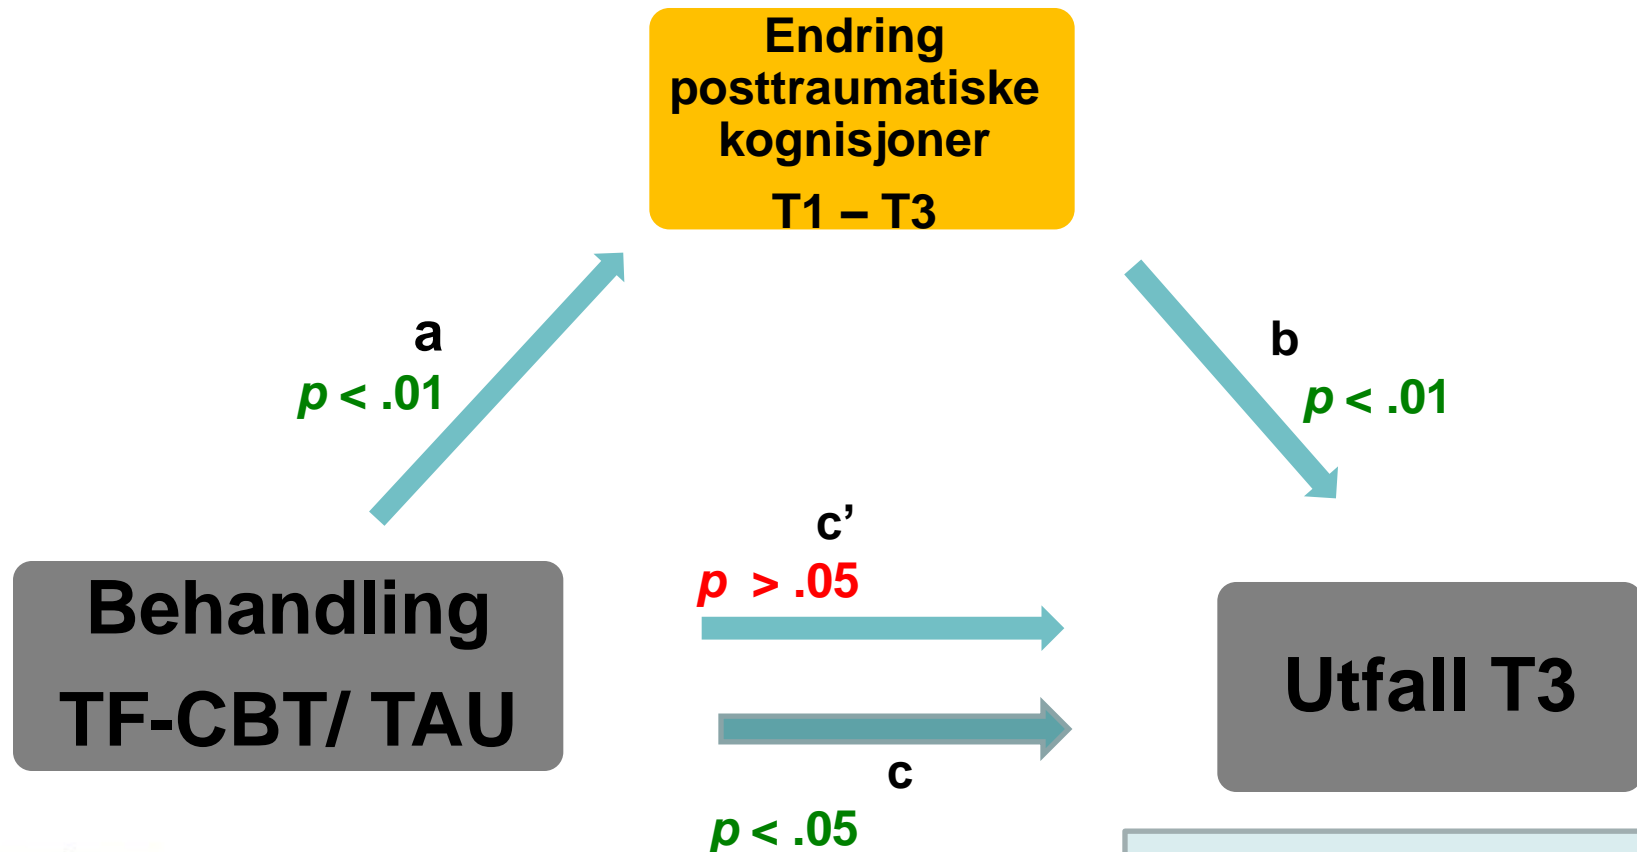 Endring
posttraumatiske
kognisjoner
T1 – T3
a
p < .01
b
p < .01
c’
p > .05
Behandling
TF-CBT/ TAU
Utfall T3
c
p < .05